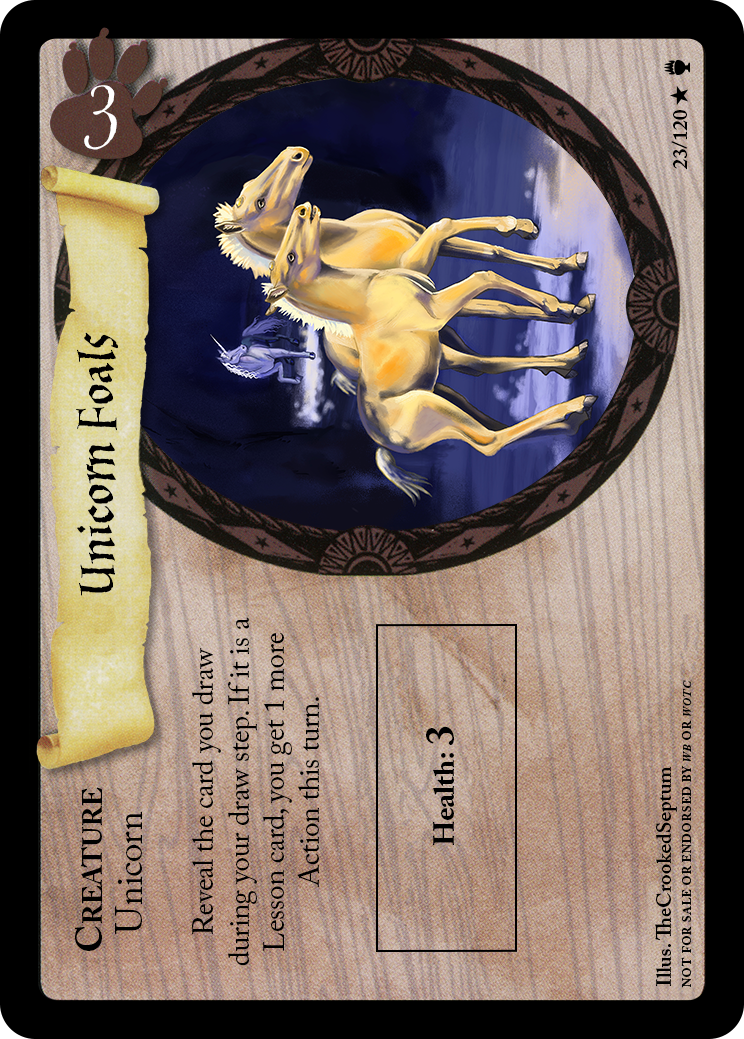 CREATURE
Unicorn
Unicorn Foals
3
Reveal the card you draw
during your draw step. If it is a
Lesson card, you get 1 more
Action this turn.
Health: 3
Illus. TheCrookedSeptum
NOT FOR SALE OR ENDORSED BY WB OR WOTC
23/120 ★